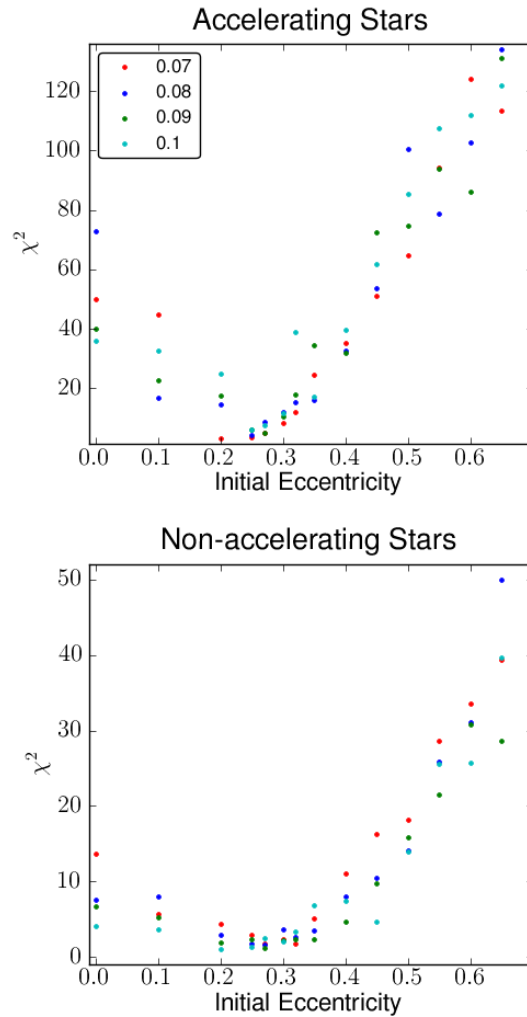 Accelerating Stars
0.07
0.08
0.09
0.1
χ²
120
100
80
60
40
20
0.0 0.1 0.2 0.3 0.4 0.5 0.6
Initial Eccentricity
Non-accelerating Stars
χ²
50
40
30
20
10
0
0.0 0.1 0.2 0.3 0.4 0.5 0.6
Initial Eccentricity